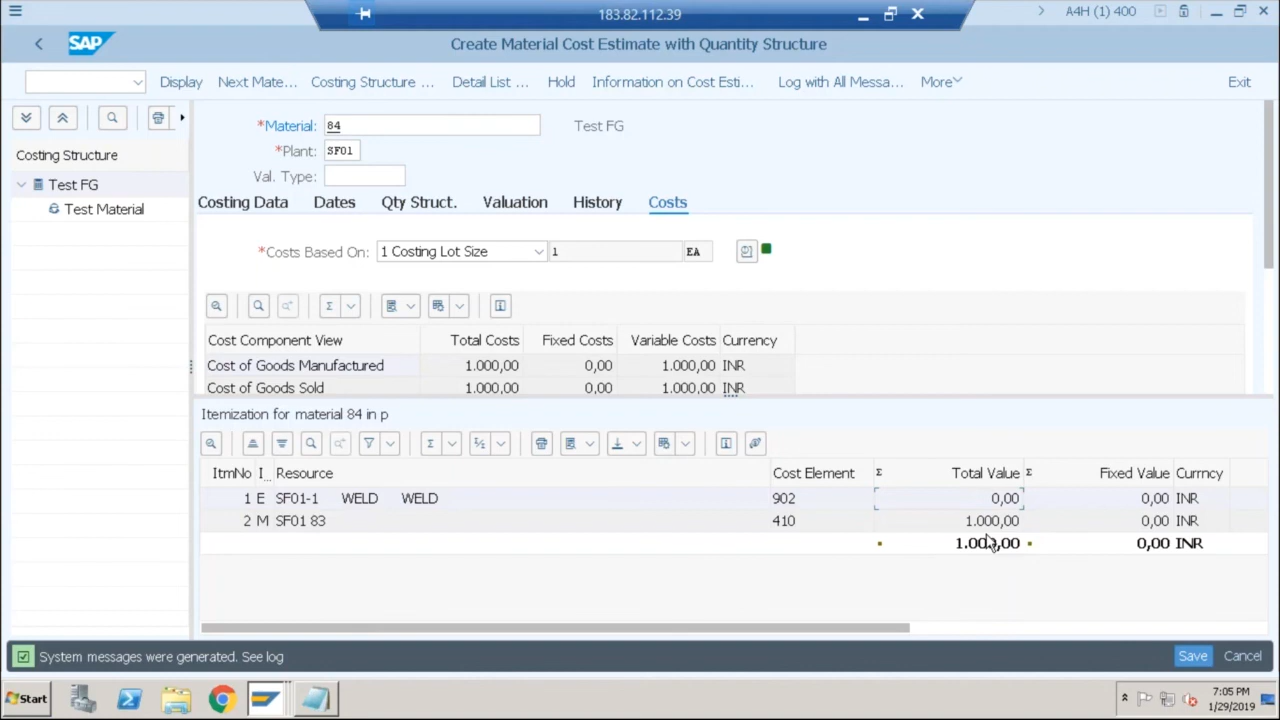 183.82.112.39
A4H (1) 400
SAP
Create Material Cost Estimate with Quantity Structure
Display Next Mate... Costing Structure ... Detail List ... Hold Information on Cost Esti... Log with All Messa... More Exit
*Material: 84 Test FG
*Plant: SF01
Costing Structure
Val. Type:
Test FG
Costing Data Dates Qty Struct. Valuation History Costs
Test Material
*Costs Based On: 1 Costing Lot Size 1 EA
Cost Component View Total Costs Fixed Costs Variable Costs Currency
Cost of Goods Manufactured 1.000,00 0,00 1.000,00 INR
Cost of Goods Sold 1.000,00 0,00 1.000,00 INR
Itemization for material 84 in p
ItmNo I... Resource Cost Element Σ Total Value Σ Fixed Value Currncy
1 E SF01-1 WELD WELD 902 0,00 0,00 INR
2 M SF01 83 410 1.000,00 0,00 INR
1.000,00 0,00 INR
System messages were generated. See log Save Cancel
Start 7:05 PM
1/29/2019